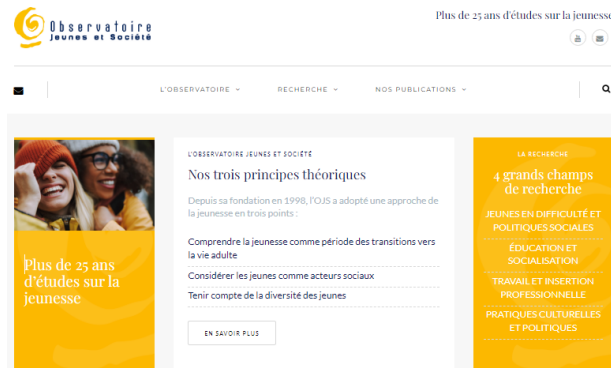 Observatoire
Jeunes et Société
Plus de 25 ans d'études sur la jeunesse
L'OBSERVATOIRE
RECHERCHE
NOS PUBLICATIONS
Plus de 25 ans
d'études sur la
jeunesse
L'OBSERVATOIRE JEUNES ET SOCIÉTÉ
Nos trois principes théoriques
Depuis sa fondation en 1998, l'OJS a adopté une approche de
la jeunesse en trois points :
Comprendre la jeunesse comme période des transitions vers
la vie adulte
Considérer les jeunes comme acteurs sociaux
Tenir compte de la diversité des jeunes
EN SAVOIR PLUS
LA RSCHERCHE
4 grands champs
de recherche
JEUNES EN DIFFICULTÉ ET
POLITIQUES SOCIALES
ÉDUCATION ET
SOCIALISATION
TRAVAIL ET INSERTION
PROFESSIONNELLE
PRATIQUES CULTURELLES
ET POLITIQUES